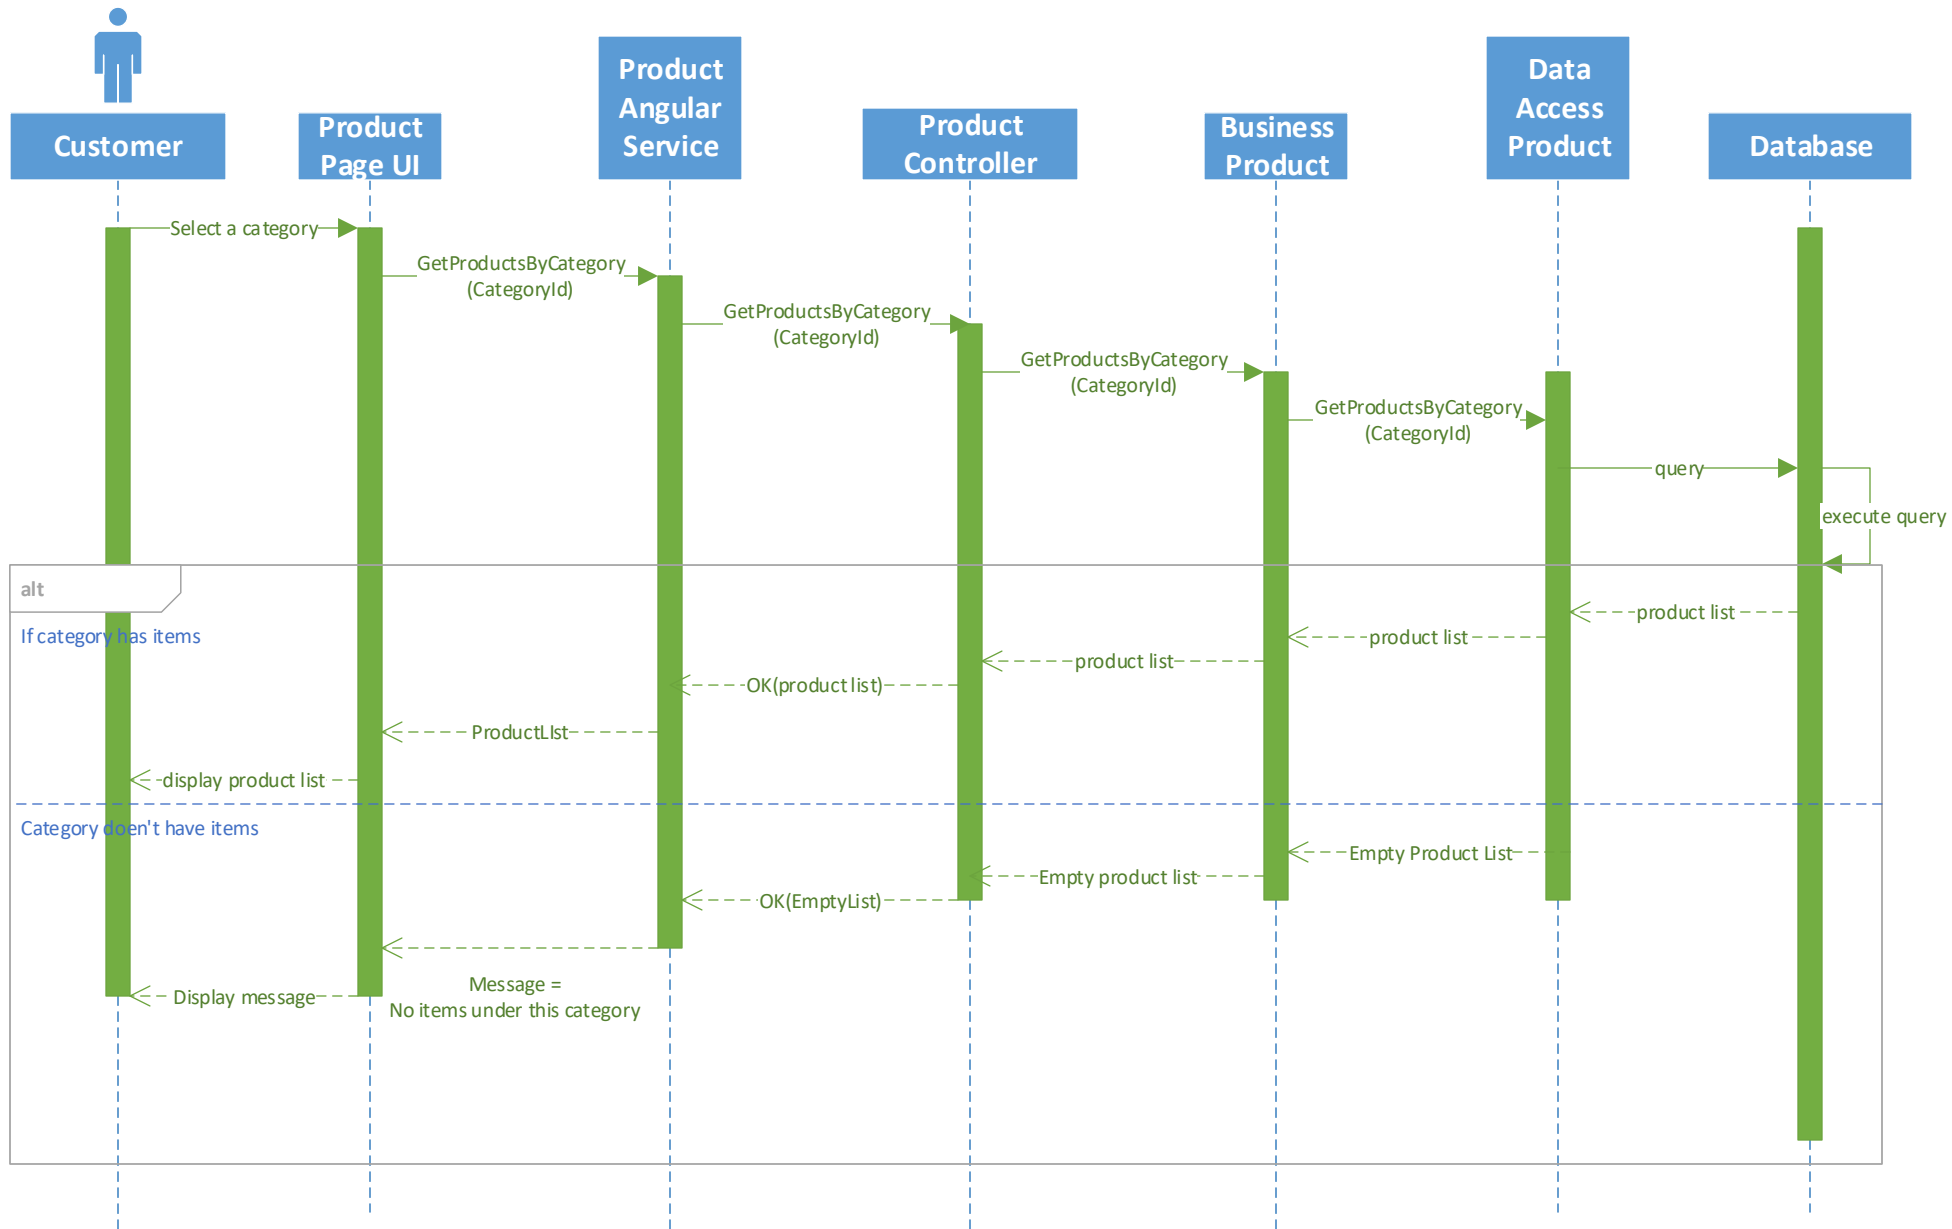 Customer
Product
Page UI
Product
Angular
Service
Product
Controller
Business
Product
Data
Access
Product
Database
Select a category
GetProductsByCategory
(CategoryId)
GetProductsByCategory
(CategoryId)
GetProductsByCategory
(CategoryId)
GetProductsByCategory
(CategoryId)
query
execute query
alt
If category has items
product list
product list
product list
OK(product list)
ProductLIst
display product list
Category doen't have items
Empty Product List
Empty product list
OK(EmptyList)
Message =
No items under this category
Display message